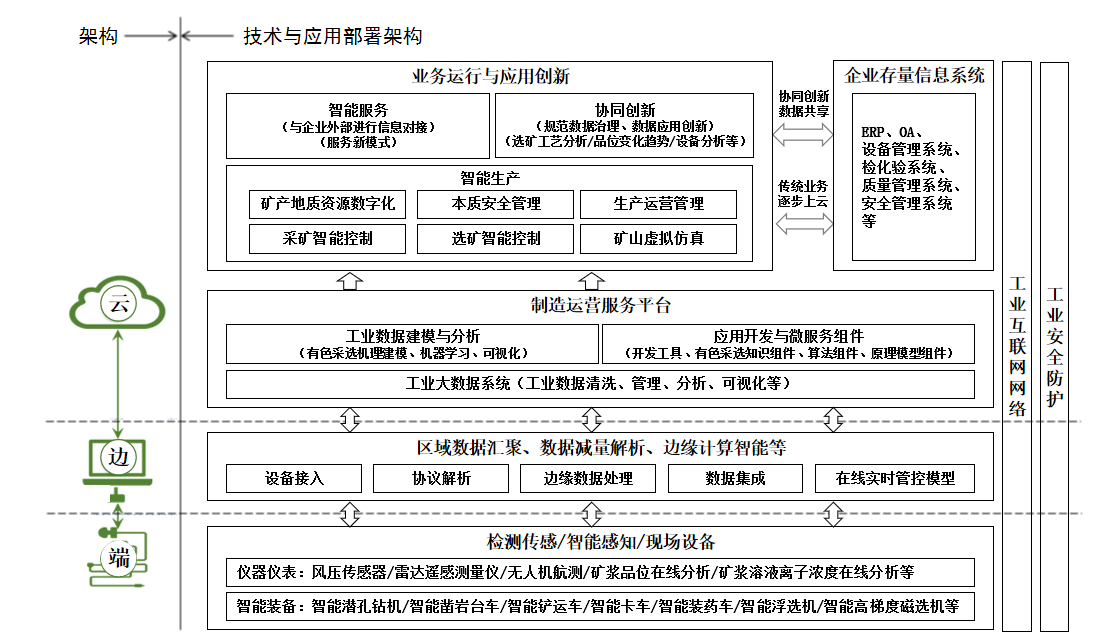 架构
技术与应用部署架构
业务运行与应用创新
智能服务
（与企业外部进行信息对接）
（服务新模式）
协同创新
（规范数据治理、数据应用创新）
（选矿工艺分析/品位变化趋势/设备分析等）
智能生产
矿产地质资源数字化
本质安全管理
生产运营管理
采矿智能控制
选矿智能控制
矿山虚拟仿真
协同创新
数据共享
传统业务
逐步上云
企业存量信息系统
ERP、OA、
设备管理系统、
检化验系统、
质量管理系统、
安全管理系统
等
工业互联网网络
工业安全防护
云
制造运营服务平台
工业数据建模与分析
（有色采选机理建模、机器学习、可视化）
应用开发与微服务组件
（开发工具、有色采选知识组件、算法组件、原理模型组件）
工业大数据系统（工业数据清洗、管理、分析、可视化等）
边
区域数据汇聚、数据减量解析、边缘计算智能等
设备接入
协议解析
边缘数据处理
数据集成
在线实时管控模型
端
检测传感/智能感知/现场设备
仪器仪表：风压传感器/雷达遥感测量仪/无人机航测/矿浆品位在线分析/矿浆溶液离子浓度在线分析等
智能装备：智能潜孔钻机/智能凿岩台车/智能铲运车/智能卡车/智能装药车/智能浮选机/智能高梯度磁选机等